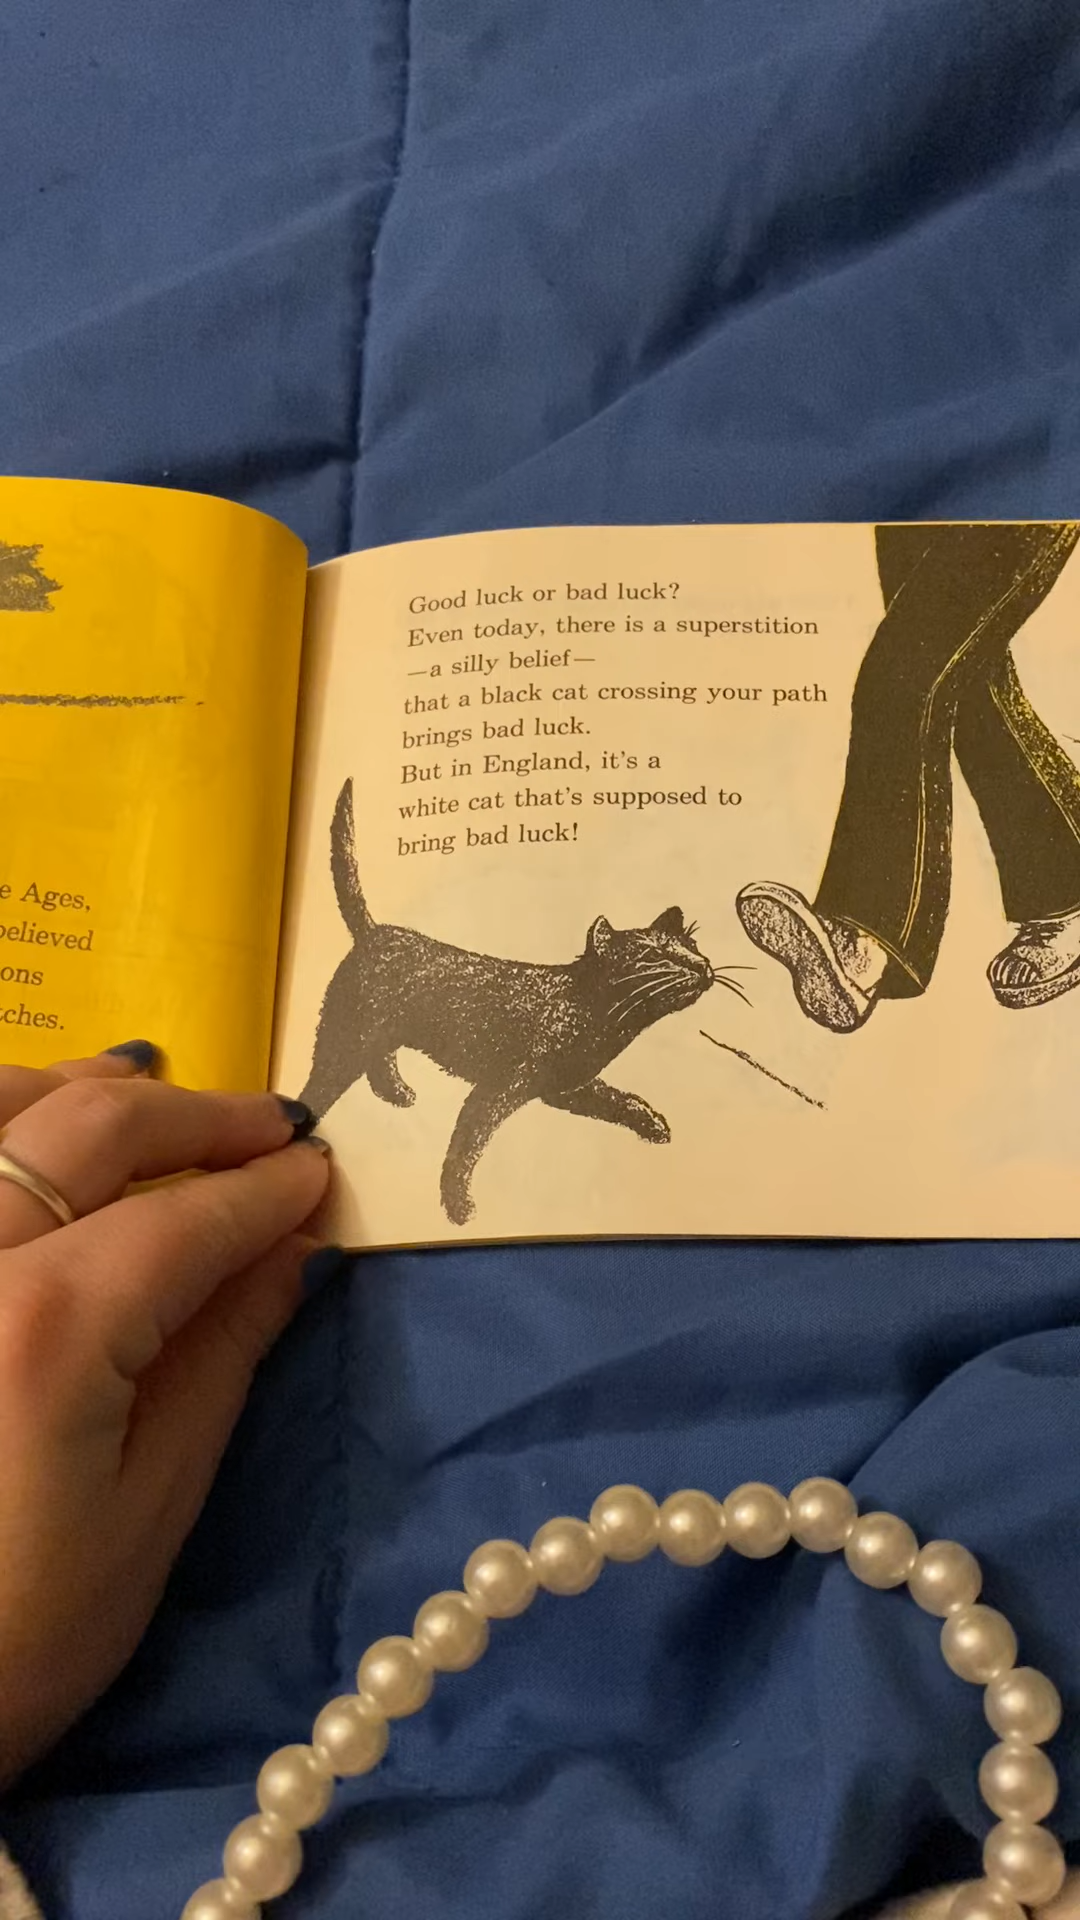 e Ages,
believed
ons
ches.
Good luck or bad luck?
Even today, there is a superstition
—a silly belief—
that a black cat crossing your path
brings bad luck.
But in England, it's a
white cat that's supposed to
bring bad luck!